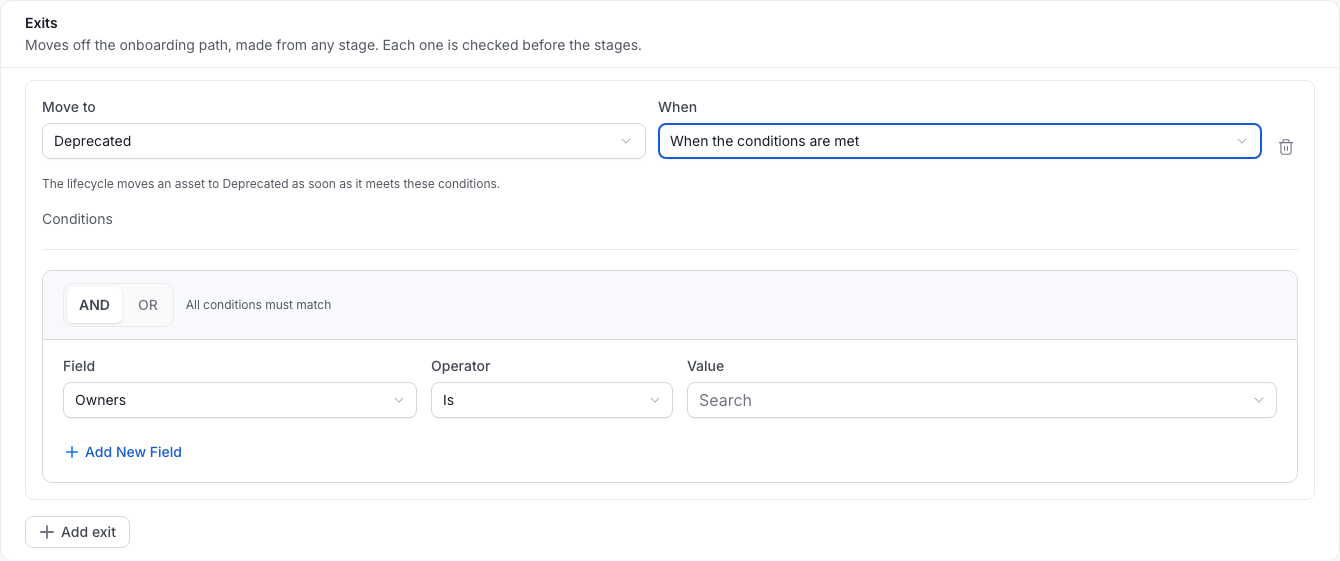 Exits
Moves off the onboarding path, made from any stage. Each one is checked before the stages.
Move to
When
Deprecated
When the conditions are met
The lifecycle moves an asset to Deprecated as soon as it meets these conditions.
Conditions
AND OR All conditions must match
Field
Operator
Value
Owners
Is
Search
Add New Field
Add exit